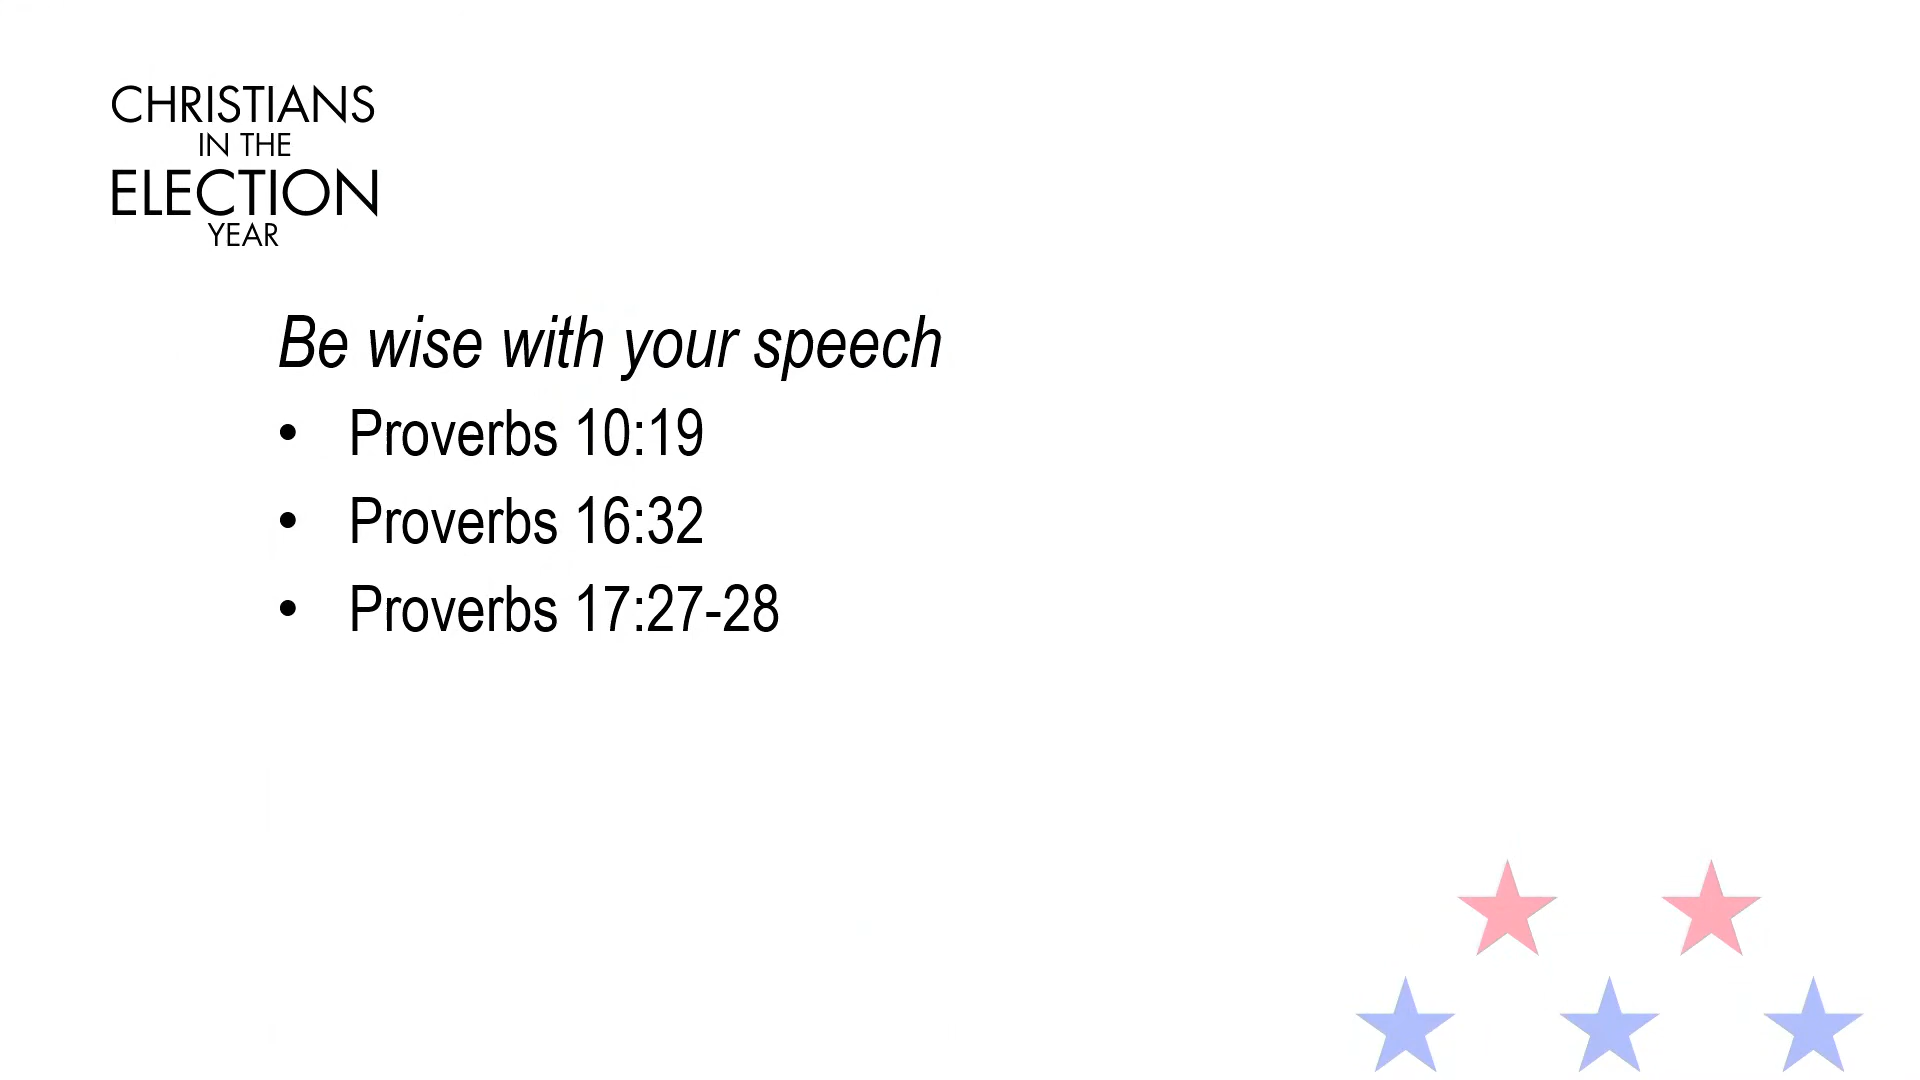 CHRISTIANS
IN THE
ELECTION
YEAR
Be wise with your speech
• Proverbs 10:19
• Proverbs 16:32
• Proverbs 17:27-28